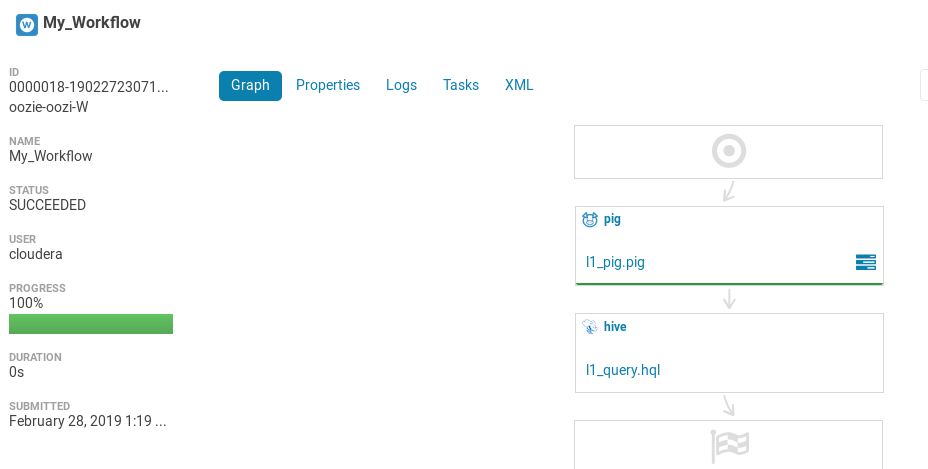 My_Workflow
ID
0000018-19022723071...
oozie-oozi-W
NAME
My_Workflow
STATUS
SUCCEEDED
USER
cloudera
PROGRESS
100%
DURATION
0s
SUBMITTED
February 28, 2019 1:19 ...
Graph Properties Logs Tasks XML
pig
l1_pig.pig
hive
l1_query.hql